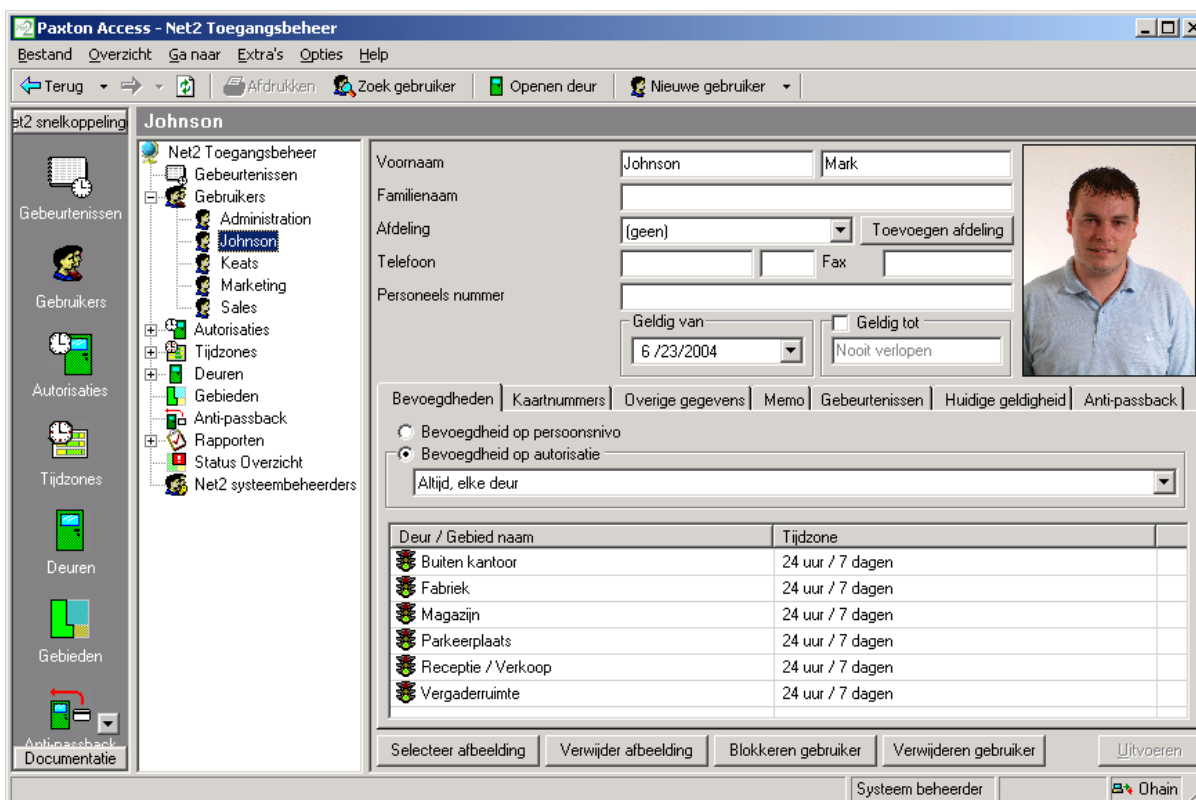 Paxton Access - Net2 Toegangsbeheer
Bestand Overzicht Ga naar Extra's Opties Help
Terug Afdrukken Zoek gebruiker Openen deur Nieuwe gebruiker
et2 snelkoppeling
Johnson
Gebeurtenissen
Gebruikers
Autorisaties
Tijdzones
Deuren
Gebieden
Anti-passback
Documentatie
Net2 Toegangsbeheer
Gebeurtenissen
Gebruikers
Administration
Johnson
Keats
Marketing
Sales
Autorisaties
Tijdzones
Deuren
Gebieden
Anti-passback
Rapporten
Status Overzicht
Net2 systeembeheerders
Voornaam Johnson Mark
Familienaam
Afdeling (geen) Toevoegen afdeling
Telefoon Fax
Personeels nummer
Geldig van Geldig tot
6 /23/2004 Nooit verlopen
Bevoegdheden Kaartnummers Overige gegevens Memo Gebeurtenissen Huidige geldigheid Anti-passback
Bevoegdheid op persoonsnivo
Bevoegdheid op autorisatie
Altijd, elke deur
Deur / Gebied naam Tijdzone
Buiten kantoor 24 uur / 7 dagen
Fabriek 24 uur / 7 dagen
Magazijn 24 uur / 7 dagen
Parkeerplaats 24 uur / 7 dagen
Receptie / Verkoop 24 uur / 7 dagen
Vergaderruimte 24 uur / 7 dagen
Selecteer afbeelding Verwijder afbeelding Blokkeren gebruiker Verwijderen gebruiker Uitvoeren
Systeem beheerder Ohain